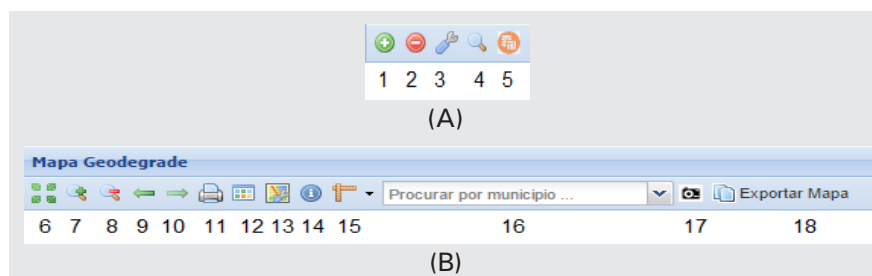 1 2 3 4 5
(A)
Mapa Geodegrade
Procurar por municipio ... Exportar Mapa
6 7 8 9 10 11 12 13 14 15 16 17 18
(B)